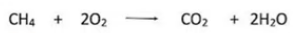 CH₄ + 2O₂ ⟶ CO₂ + 2H₂O